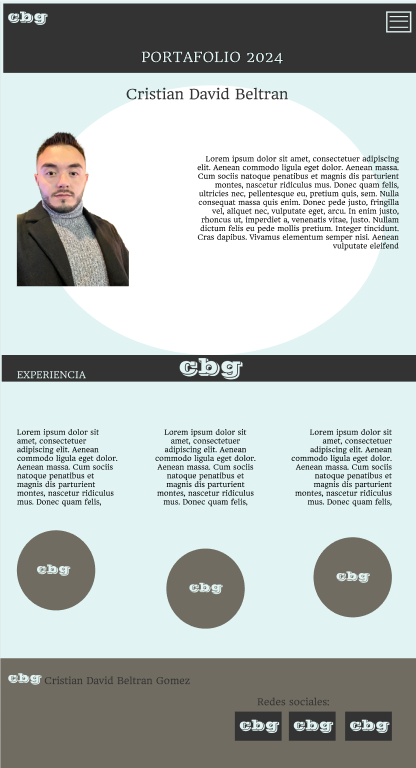 cbg
PORTAFOLIO 2024
Cristian David Beltran
Lorem ipsum dolor sit amet, consectetuer adipiscing
elit. Aenean commodo ligula eget dolor. Aenean massa.
Cum sociis natoque penatibus et magnis dis parturient
montes, nascetur ridiculus mus. Donec quam felis,
ultricies nec, pellentesque eu, pretium quis, sem. Nulla
consequat massa quis enim. Donec pede justo, fringilla
vel, aliquet nec, vulputate eget, arcu. In enim justo,
rhoncus ut, imperdiet a, venenatis vitae, justo. Nullam
dictum felis eu pede mollis pretium. Integer tincidunt.
Cras dapibus. Vivamus elementum semper nisi. Aenean
vulputate eleifend
cbg
EXPERIENCIA
Lorem ipsum dolor sit
amet, consectetuer
adipiscing elit. Aenean
commodo ligula eget dolor.
Aenean massa. Cum sociis
natoque penatibus et
magnis dis parturient
montes, nascetur ridiculus
mus. Donec quam felis,
Lorem ipsum dolor sit
amet, consectetuer
adipiscing elit. Aenean
commodo ligula eget dolor.
Aenean massa. Cum sociis
natoque penatibus et
magnis dis parturient
montes, nascetur ridiculus
mus. Donec quam felis,
Lorem ipsum dolor sit
amet, consectetuer
adipiscing elit. Aenean
commodo ligula eget dolor.
Aenean massa. Cum sociis
natoque penatibus et
magnis dis parturient
montes, nascetur ridiculus
mus. Donec quam felis,
cbg
cbg
cbg
cbg Cristian David Beltran Gomez
Redes sociales:
cbg cbg cbg